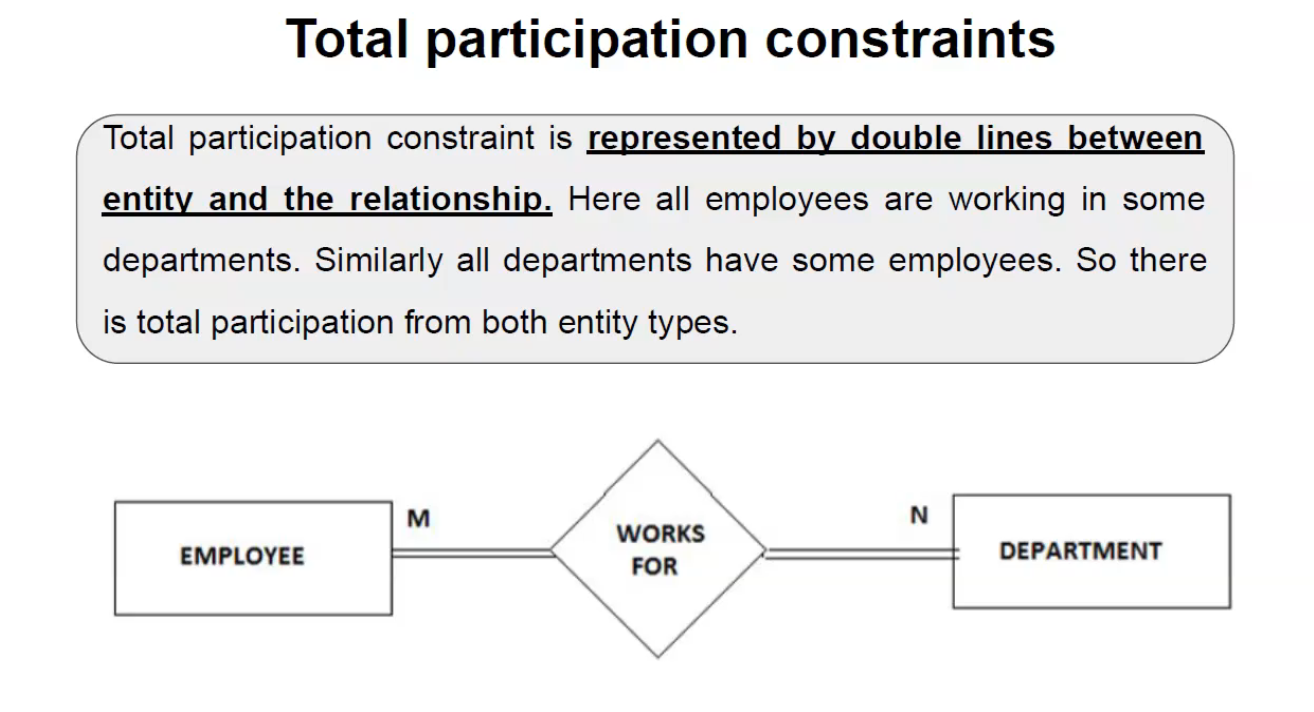 Total participation constraints
Total participation constraint is represented by double lines between
entity and the relationship. Here all employees are working in some
departments. Similarly all departments have some employees. So there
is total participation from both entity types.
M
N
EMPLOYEE
WORKS
FOR
DEPARTMENT